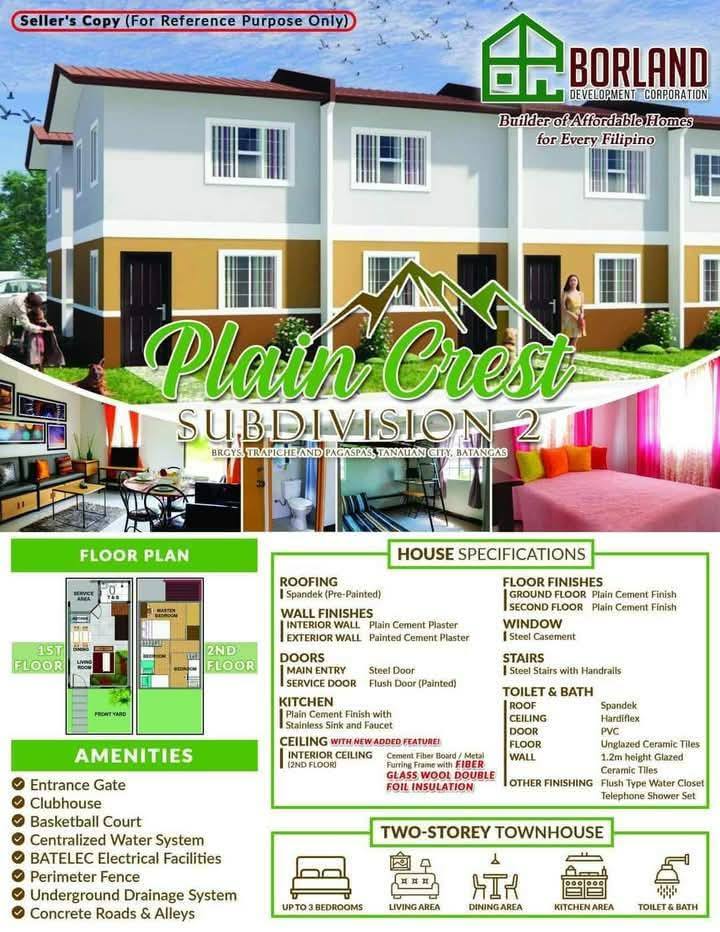 Seller's Copy (For Reference Purpose Only)
BORLAND
DEVELOPMENT CORPORATION
Builder of Affordable Homes
for Every Filipino
Plain Crest
SUBDIVISION 2
BRGYS. TRAPICHE AND PAGASPAS, TANAUAN CITY, BATANGAS
FLOOR PLAN
1ST
FLOOR
SERVICE
AREA
T & B
KITCHEN
DINING
LIVING
ROOM
FRONT YARD
2ND
FLOOR
MASTER
BEDROOM
BEDROOM
BEDROOM
AMENITIES
Entrance Gate
Clubhouse
Basketball Court
Centralized Water System
BATELEC Electrical Facilities
Perimeter Fence
Underground Drainage System
Concrete Roads & Alleys
HOUSE SPECIFICATIONS
ROOFING
Spandek (Pre-Painted)
WALL FINISHES
INTERIOR WALL Plain Cement Plaster
EXTERIOR WALL Painted Cement Plaster
DOORS
MAIN ENTRY Steel Door
SERVICE DOOR Flush Door (Painted)
KITCHEN
Plain Cement Finish with
Stainless Sink and Faucet
CEILING WITH NEW ADDED FEATURE!
INTERIOR CEILING Cement Fiber Board / Metal
(2ND FLOOR) Furring Frame with FIBER
GLASS WOOL DOUBLE
FOIL INSULATION
FLOOR FINISHES
GROUND FLOOR Plain Cement Finish
SECOND FLOOR Plain Cement Finish
WINDOW
Steel Casement
STAIRS
Steel Stairs with Handrails
TOILET & BATH
ROOF Spandek
CEILING Hardiflex
DOOR PVC
FLOOR Unglazed Ceramic Tiles
WALL 1.2m height Glazed
Ceramic Tiles
OTHER FINISHING Flush Type Water Closet
Telephone Shower Set
TWO-STOREY TOWNHOUSE
UP TO 3 BEDROOMS
LIVING AREA
DINING AREA
KITCHEN AREA
TOILET & BATH